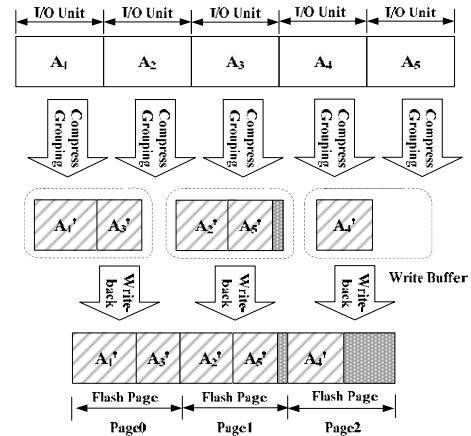 I/O Unit I/O Unit I/O Unit I/O Unit I/O Unit
A1 A2 A3 A4 A5
Compress Grouping Compress Grouping Compress Grouping Compress Grouping Compress Grouping
A1' A3' A2' A5' A4'
Write-back Write-back Write-back Write Buffer
A1' A3' A2' A5' A4'
Flash Page Flash Page Flash Page
Page0 Page1 Page2